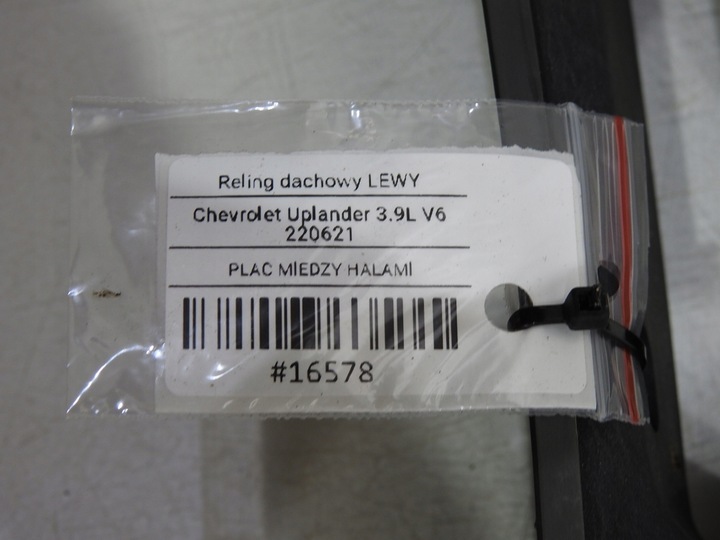 Reling dachowy LEWY
Chevrolet Uplander 3.9L V6
220621
PLAC MIEDZY HALAMI
#16578